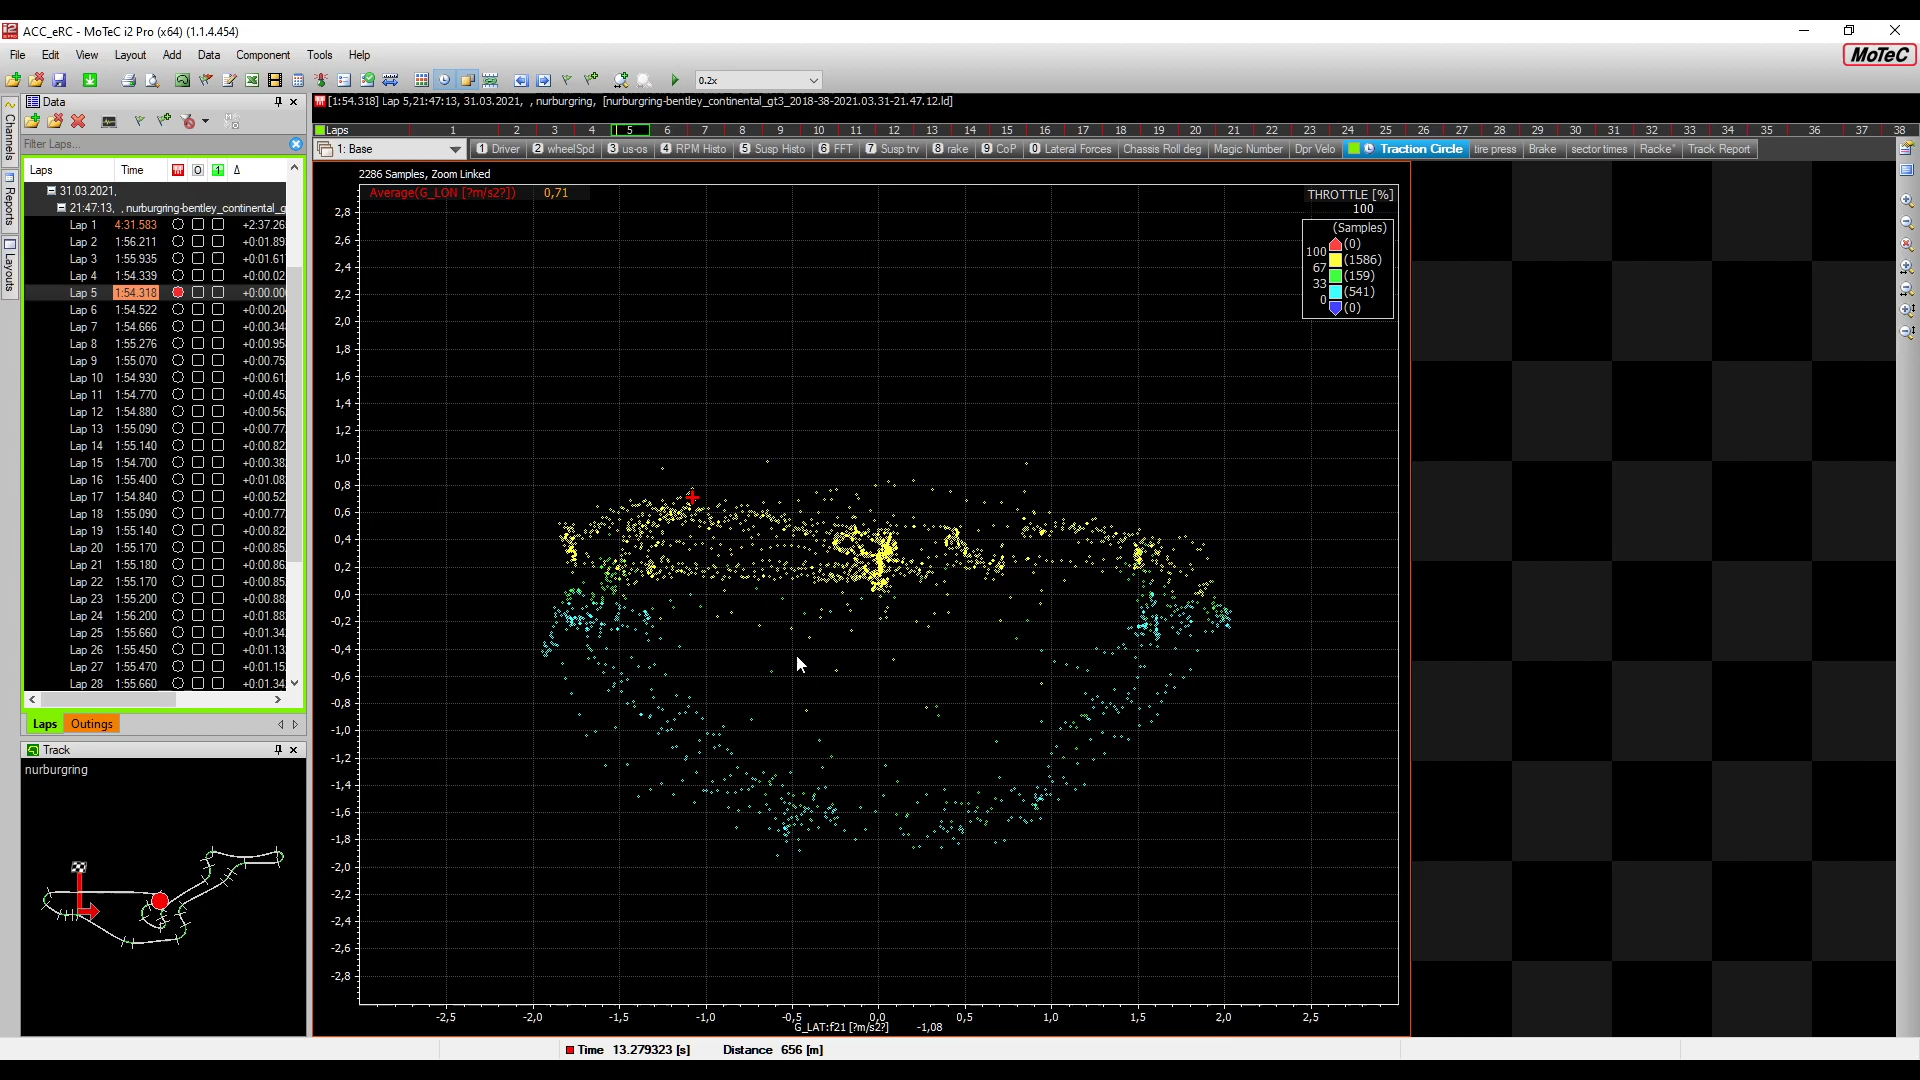 ACC_eRC - MoTeC i2 Pro (x64) (1.1.4.454)
File Edit View Layout Add Data Component Tools Help
MoTeC
0.2x
Data
[1:54.318] Lap 5,21:47:13, 31.03.2021, , nurburgring, [nurburgring-bentley_continental_gt3_2018-38-2021.03.31-21.47.12.ld]
Laps 1 2 3 4 5 6 7 8 9 10 11 12 13 14 15 16 17 18 19 20 21 22 23 24 25 26 27 28 29 30 31 32 33 34 35 36 37 38
1: Base
1 Driver 2 wheelSpd 3 us-os 4 RPM Histo 5 Susp Histo 6 FFT 7 Susp trv 8 rake 9 CoP 0 Lateral Forces Chassis Roll deg Magic Number Dpr Velo Traction Circle tire press Brake sector times Racke* Track Report
Channels
Reports
Layouts
Filter Laps...
Laps Time O 1 Δ
31.03.2021,
21:47:13, , nurburgring-bentley_continental_g
Lap 1 4:31.583 +2:37.26
Lap 2 1:56.211 +0:01.89
Lap 3 1:55.935 +0:01.61
Lap 4 1:54.339 +0:00.02
Lap 5 1:54.318 +0:00.00
Lap 6 1:54.522 +0:00.20
Lap 7 1:54.666 +0:00.34
Lap 8 1:55.276 +0:00.95
Lap 9 1:55.070 +0:00.75
Lap 10 1:54.930 +0:00.61
Lap 11 1:54.770 +0:00.45
Lap 12 1:54.880 +0:00.56
Lap 13 1:55.090 +0:00.77
Lap 14 1:55.140 +0:00.82
Lap 15 1:54.700 +0:00.38
Lap 16 1:55.400 +0:01.08
Lap 17 1:54.840 +0:00.52
Lap 18 1:55.090 +0:00.77
Lap 19 1:55.140 +0:00.82
Lap 20 1:55.170 +0:00.85
Lap 21 1:55.180 +0:00.86
Lap 22 1:55.170 +0:00.85
Lap 23 1:55.200 +0:00.88
Lap 24 1:56.200 +0:01.88
Lap 25 1:55.660 +0:01.34
Lap 26 1:55.450 +0:01.13
Lap 27 1:55.470 +0:01.15
Lap 28 1:55.660 +0:01.34
Laps Outings
Track
nurburgring
2286 Samples, Zoom Linked
Average(G_LON [?m/s2?]) 0,71
THROTTLE [%]
100
(Samples)
(0)
100
(1586)
67
(159)
33
(541)
0
(0)
2,8
2,6
2,4
2,2
2,0
1,8
1,6
1,4
1,2
1,0
0,8
0,6
0,4
0,2
0,0
-0,2
-0,4
-0,6
-0,8
-1,0
-1,2
-1,4
-1,6
-1,8
-2,0
-2,2
-2,4
-2,6
-2,8
-2,5 -2,0 -1,5 -1,0 -0,5 0,0 0,5 1,0 1,5 2,0 2,5
G_LAT:f21 [?m/s2?] -1,08
Time 13.279323 [s] Distance 656 [m]